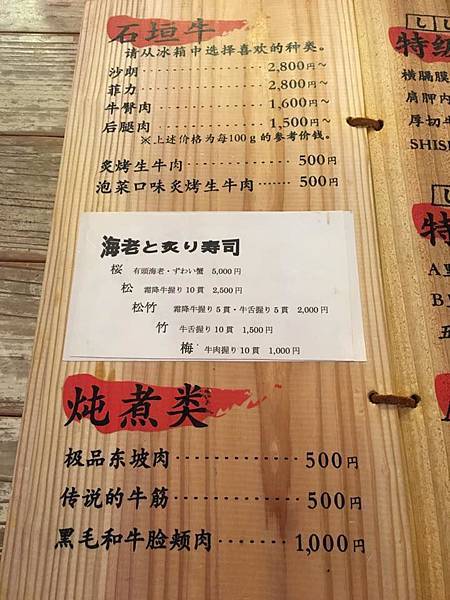 石垣牛
请从冰箱中选择喜欢的种类。
沙朗 2,800円~
菲力 2,800円~
牛臀肉 1,600円~
后腿肉 1,500円~
※上述价格为每100g的参考价钱。
炙烤生牛肉 500円
泡菜口味炙烤生牛肉 500円
海老と炙り寿司
桜 有頭海老・ずわい蟹 5,000円
松 霜降牛握り10貫 2,500円
松竹 霜降牛握り5貫・牛舌握り5貫 2,000円
竹 牛舌握り10貫 1,500円
梅 牛肉握り10貫 1,000円
炖煮类
极品东坡肉 500円
传说的牛筋 500円
黑毛和牛脸颊肉 1,000円
しし
特级
横膈膜
肩胛内
厚切牛
SHISH
し
特
A
B
五